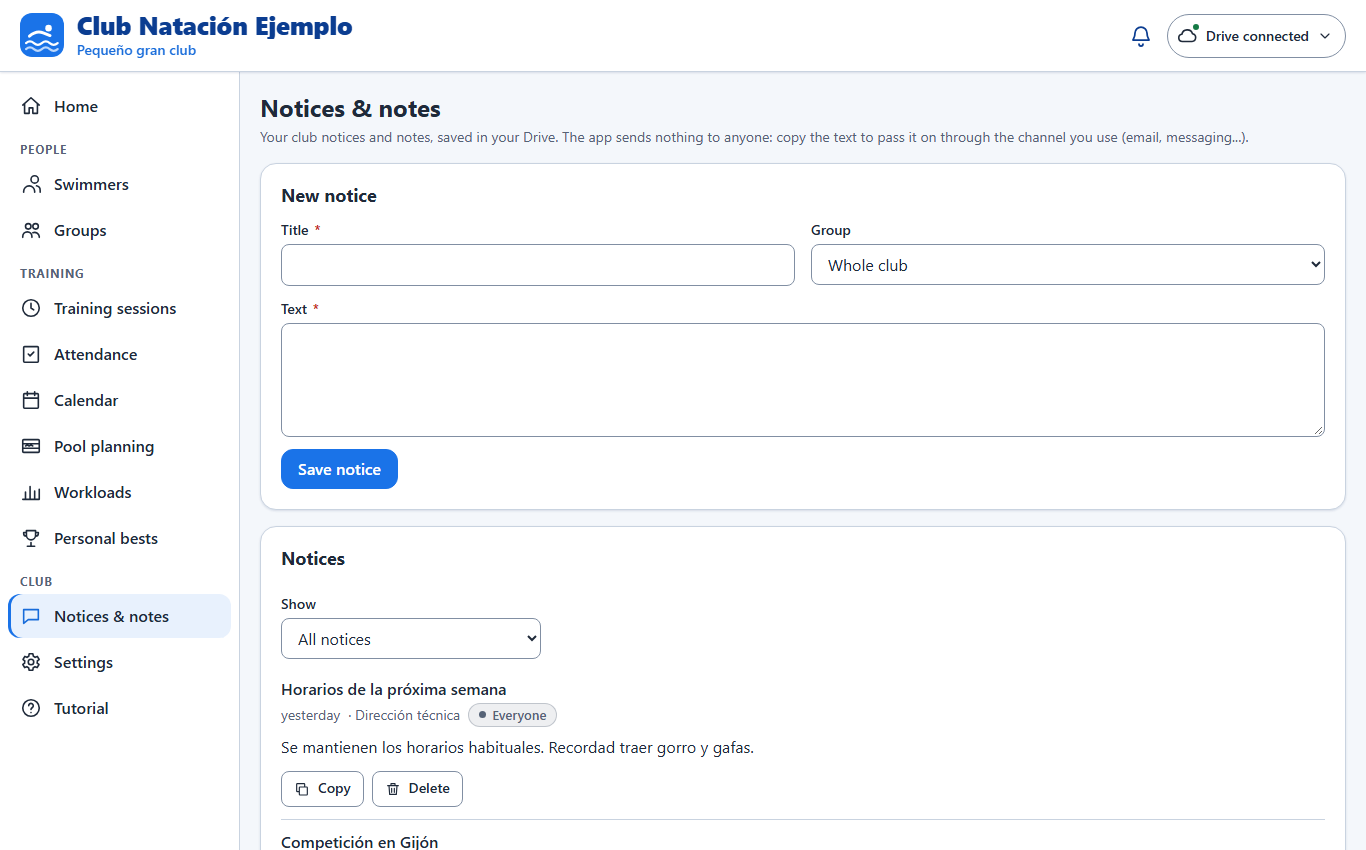 Club Natación Ejemplo
Pequeño gran club
Drive connected
Home
PEOPLE
Swimmers
Groups
TRAINING
Training sessions
Attendance
Calendar
Pool planning
Workloads
Personal bests
CLUB
Notices & notes
Settings
Tutorial
Notices & notes
Your club notices and notes, saved in your Drive. The app sends nothing to anyone: copy the text to pass it on through the channel you use (email, messaging...).
New notice
Title *
Group
Whole club
Text *
Save notice
Notices
Show
All notices
Horarios de la próxima semana
yesterday · Dirección técnica Everyone
Se mantienen los horarios habituales. Recordad traer gorro y gafas.
Copy Delete
Competición en Gijón